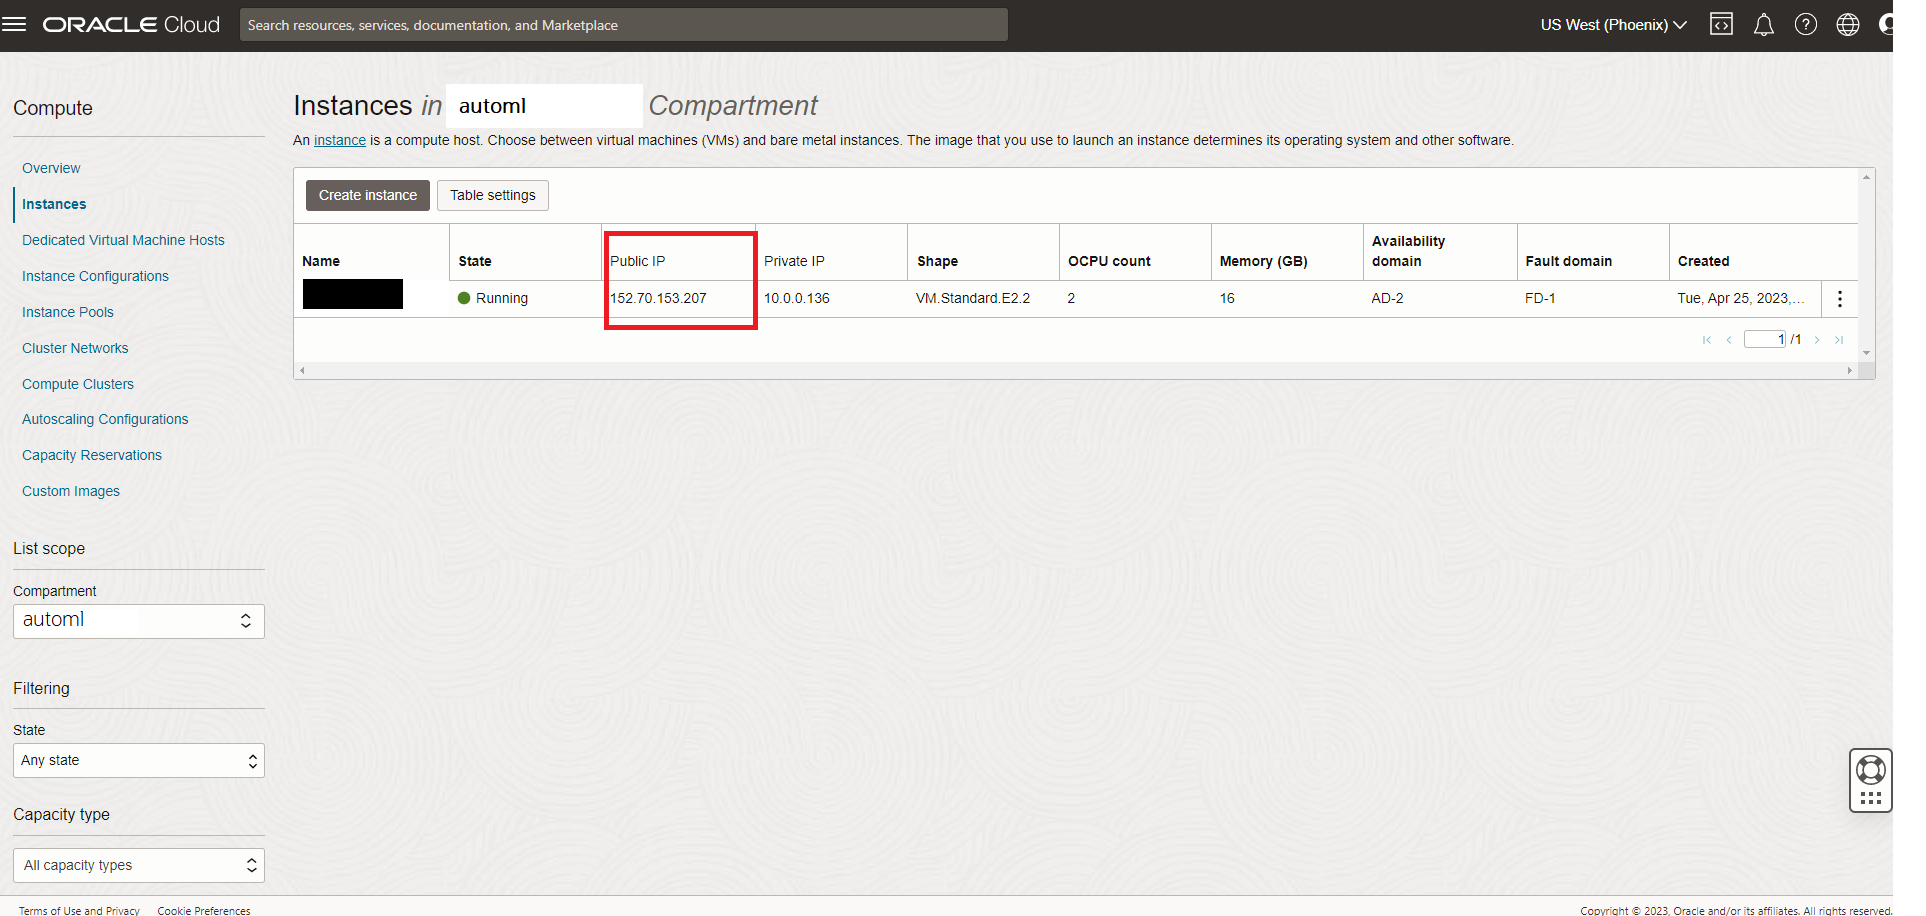 ORACLE Cloud
Search resources, services, documentation, and Marketplace
US West (Phoenix)
Compute
Overview
Instances
Dedicated Virtual Machine Hosts
Instance Configurations
Instance Pools
Cluster Networks
Compute Clusters
Autoscaling Configurations
Capacity Reservations
Custom Images
List scope
Compartment
automl
Filtering
State
Any state
Capacity type
All capacity types
Instances in automl Compartment
An instance is a compute host. Choose between virtual machines (VMs) and bare metal instances. The image that you use to launch an instance determines its operating system and other software.
Create instance Table settings
Name State Public IP Private IP Shape OCPU count Memory (GB) Availability domain Fault domain Created
Running 152.70.153.207 10.0.0.136 VM.Standard.E2.2 2 16 AD-2 FD-1 Tue, Apr 25, 2023,...
1 /1
Terms of Use and Privacy Cookie Preferences
Copyright © 2023, Oracle and/or its affiliates. All rights reserved.